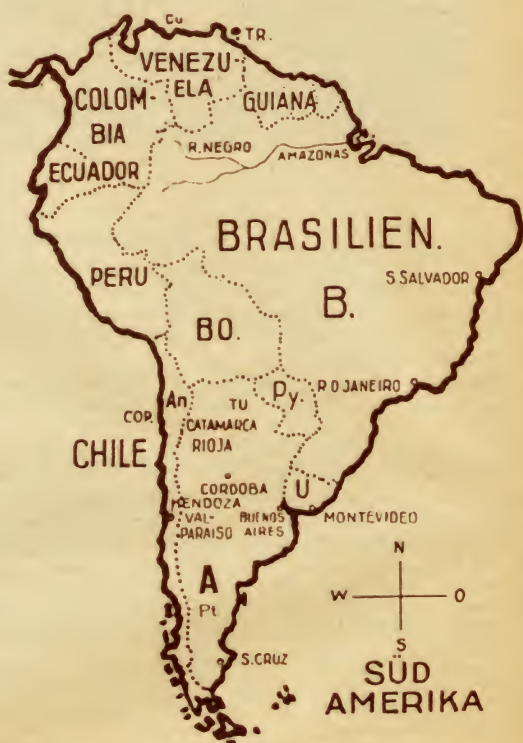 Cu
TR.
VENEZU-
ELA
COLOM-
BIA
GUIANA
R. NEGRO
AMAZONAS
ECUADOR
BRASILIEN.
PERU
S. SALVADOR
B.
BO.
An
Py.
R.D. JANEIRO
COP.
TU
CATAMARCA
RIOJA
CHILE
CORDOBA
U
MENDOZA
VAL-
PARAISO
BUENOS
AIRES
MONTEVIDEO
A
Pt.
N
W
O
S
S. CRUZ
SÜD
AMERIKA